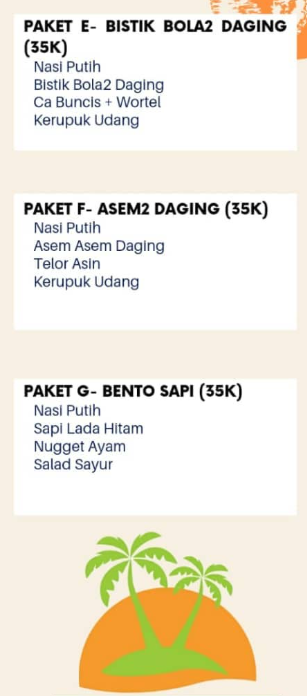 PAKET E- BISTIK BOLA2 DAGING
(35K)
Nasi Putih
Bistik Bola2 Daging
Ca Buncis + Wortel
Kerupuk Udang
PAKET F- ASEM2 DAGING (35K)
Nasi Putih
Asem Asem Daging
Telor Asin
Kerupuk Udang
PAKET G- BENTO SAPI (35K)
Nasi Putih
Sapi Lada Hitam
Nugget Ayam
Salad Sayur